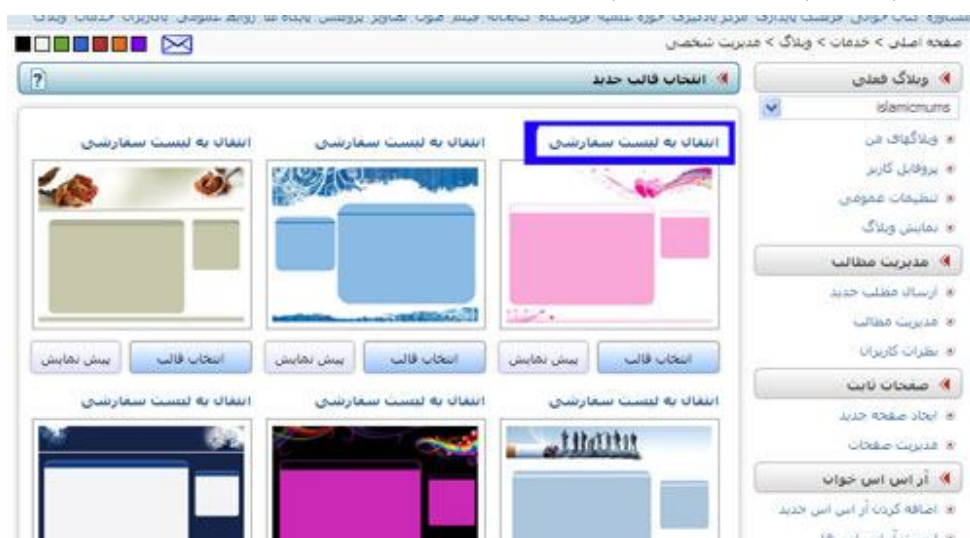 صفحه اصلی > خدمات > وبلاگ > مدیریت شخصی
وبلاگ فعلی
islamicmums
وبلاگهای من
پروفایل کاربر
تنظیمات عمومی
نمایش وبلاگ
مدیریت مطالب
ارسال مطلب جدید
مدیریت مطالب
نظرات کاربران
صفحات ثابت
ایجاد صفحه جدید
مدیریت صفحات
آر اس اس خوان
اضافه کردن آر اس اس جدید
انتخاب قالب جدید
?
انتقال به لیست سفارشی انتقال به لیست سفارشی انتقال به لیست سفارشی
انتخاب قالب پیش نمایش انتخاب قالب پیش نمایش انتخاب قالب پیش نمایش
انتقال به لیست سفارشی انتقال به لیست سفارشی انتقال به لیست سفارشی